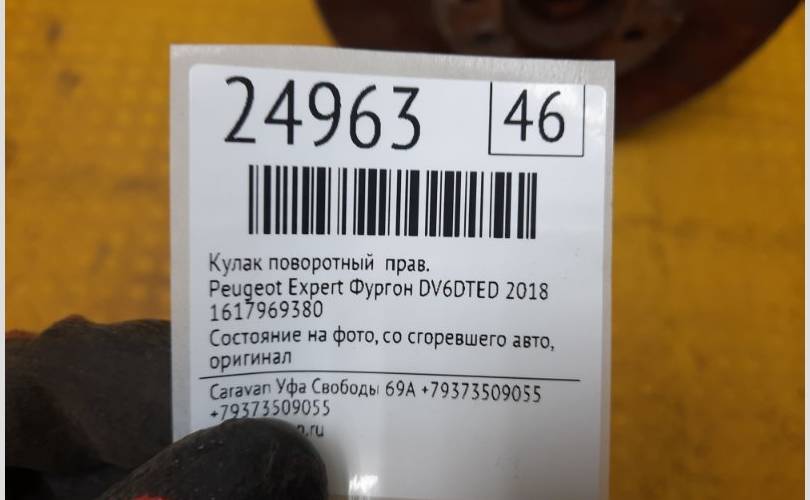 24963 46
Кулак поворотный прав.
Peugeot Expert Фургон DV6DTED 2018
1617969380
Состояние на фото, со сгоревшего авто,
оригинал
Caravan Уфа Свободы 69А +79373509055
+79373509055